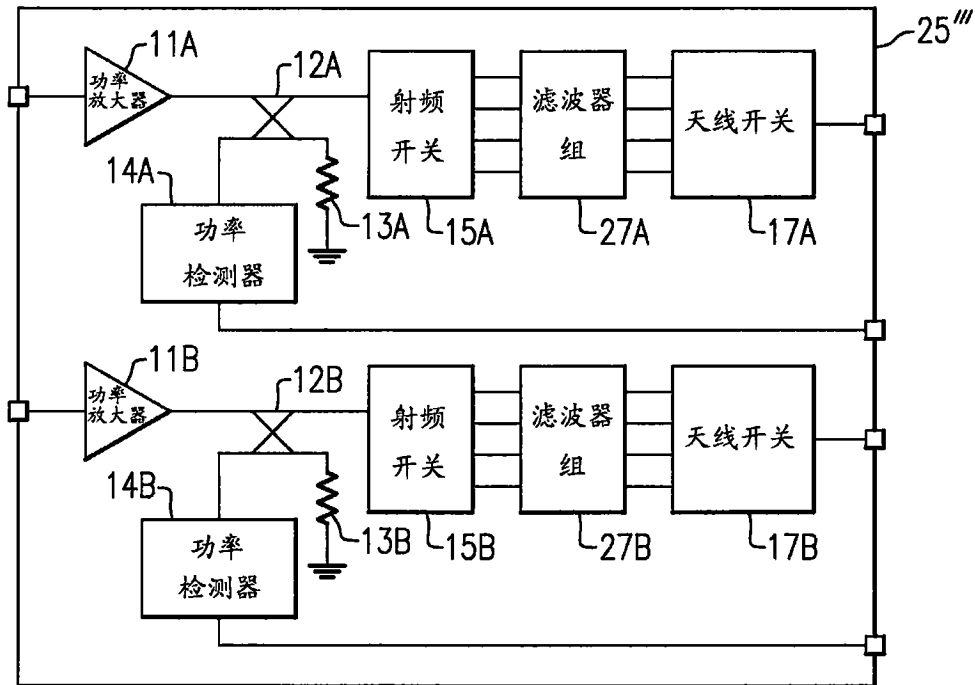 25‴
11A
功率
放大器
12A
射频
开关
滤波器
组
天线开关
14A
功率
检测器
13A
15A
27A
17A
11B
功率
放大器
12B
射频
开关
滤波器
组
天线开关
14B
功率
检测器
13B
15B
27B
17B